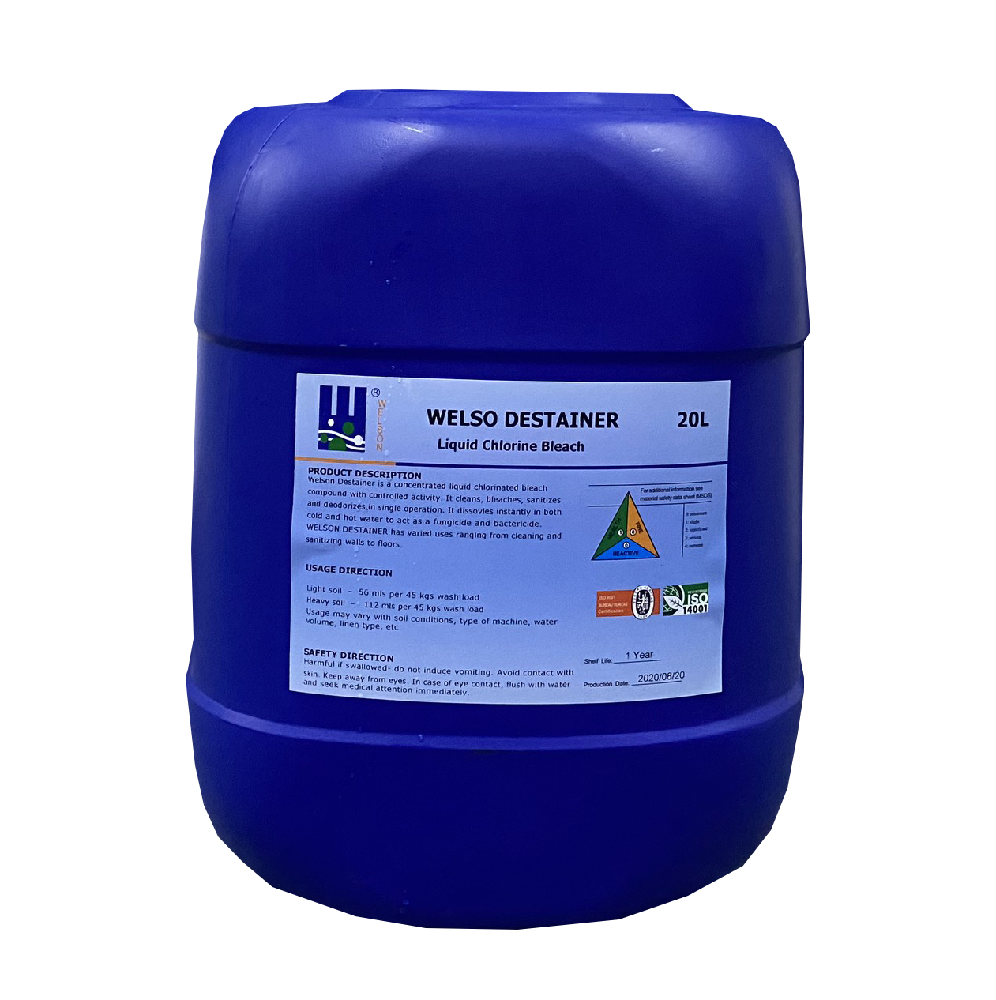 ®
WELSON
WELSO DESTAINER
20L
Liquid Chlorine Bleach
PRODUCT DESCRIPTION
Welson Destainer is a concentrated liquid chlorinated bleach
compound with controlled activity. It cleans, bleaches, sanitizes
and deodorizes,in single operation. It dissovles instantly in both
cold and hot water to act as a fungicide and bactericide.
WELSON DESTAINER has varied uses ranging from cleaning and
sanitizing walls to floors.
USAGE DIRECTION
Light soil - 56 mls per 45 kgs wash load
Heavy soil - 112 mls per 45 kgs wash load
Usage may vary with soil conditions, type of machine, water
volume, linen type, etc.
SAFETY DIRECTION
Harmful if swallowed- do not induce vomiting. Avoid contact with
skin. Keep away from eyes. In case of eye contact, flush with water
and seek medical attention immediately.
For additional information see
material safety data sheet (MSDS)
HEALTH
FIRE
1 0
0
REACTIVE
0: minimum
1: slight
2: significant
3: serious
4: extreme
ISO 9001
BUREAU VERITAS
Certification
REGISTERED
ISO
14001
Shelf Life: 1 Year
Production Date: 2020/08/20